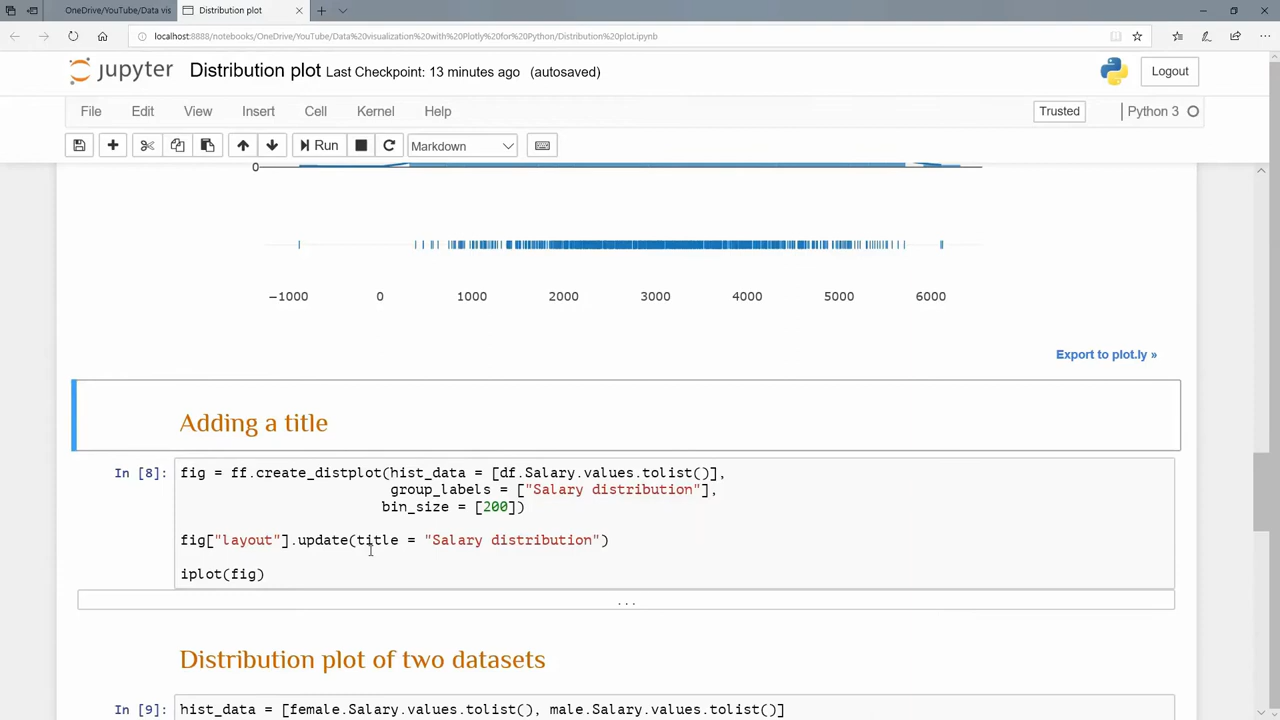 OneDrive/YouTube/Data vis
Distribution plot
localhost:8888/notebooks/OneDrive/YouTube/Data%20visualization%20with%20Plotly%20for%20Python/Distribution%20plot.ipynb
jupyter Distribution plot Last Checkpoint: 13 minutes ago (autosaved)
Logout
File Edit View Insert Cell Kernel Help
Trusted
Python 3
Run
Markdown
0
−1000 0 1000 2000 3000 4000 5000 6000
Export to plot.ly »
Adding a title
In [8]: fig = ff.create_distplot(hist_data = [df.Salary.values.tolist()],
group_labels = ["Salary distribution"],
bin_size = [200])
fig["layout"].update(title = "Salary distribution")
iplot(fig)
...
Distribution plot of two datasets
In [9]: hist_data = [female.Salary.values.tolist(), male.Salary.values.tolist()]